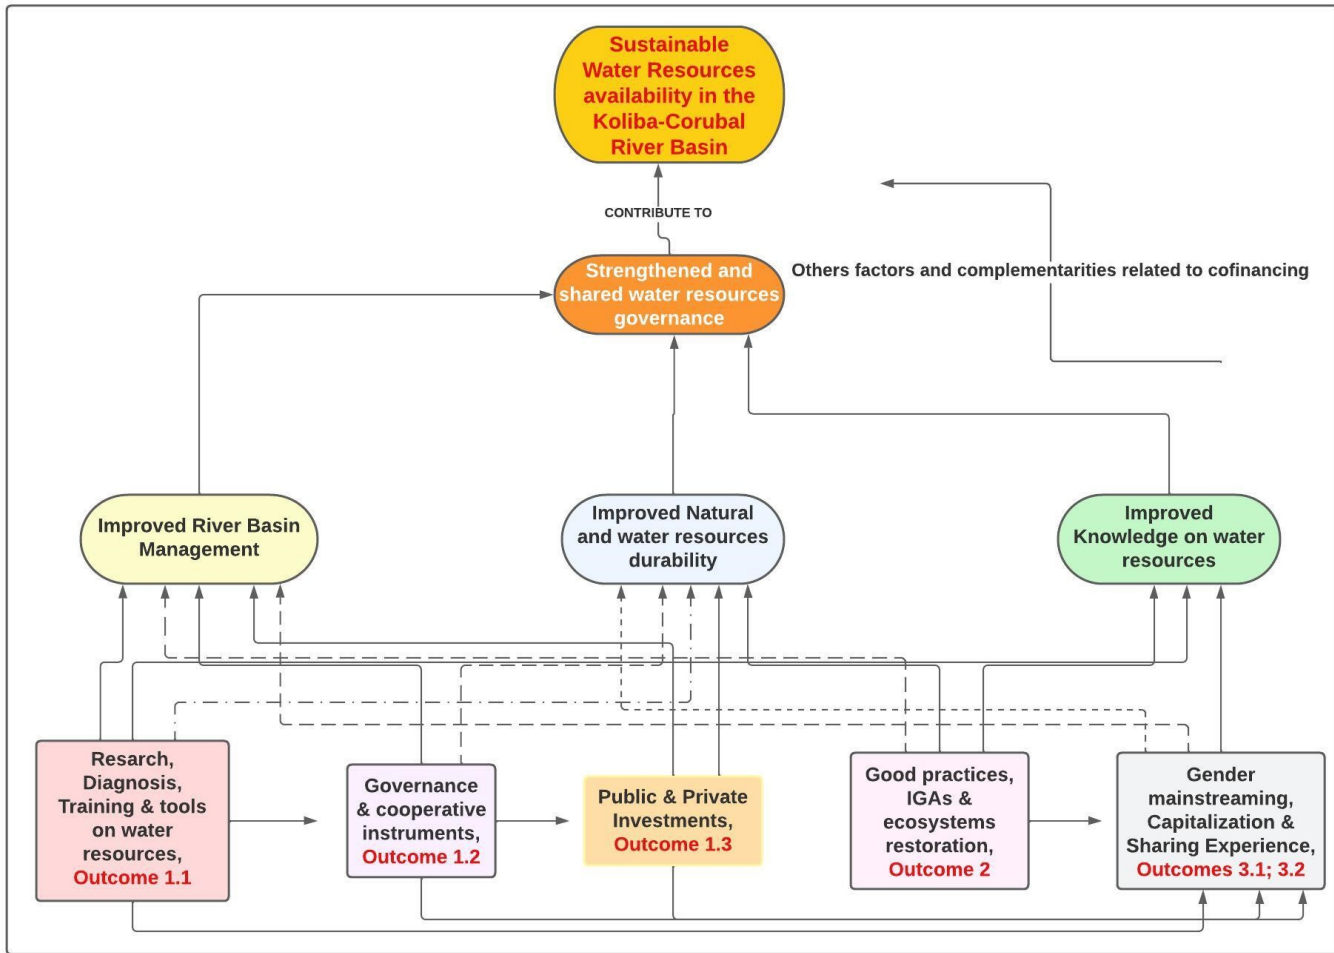 Sustainable
Water Resources
availability in the
Koliba-Corubal
River Basin
CONTRIBUTE TO
Strengthened and
shared water resources
governance
Others factors and complementarities related to cofinancing
Improved River Basin
Management
Improved Natural
and water resources
durability
Improved
Knowledge on water
resources
Resarch,
Diagnosis,
Training & tools
on water
resources,
Outcome 1.1
Governance
& cooperative
instruments,
Outcome 1.2
Public & Private
Investments,
Outcome 1.3
Good practices,
IGAs &
ecosystems
restoration,
Outcome 2
Gender
mainstreaming,
Capitalization &
Sharing Experience,
Outcomes 3.1; 3.2